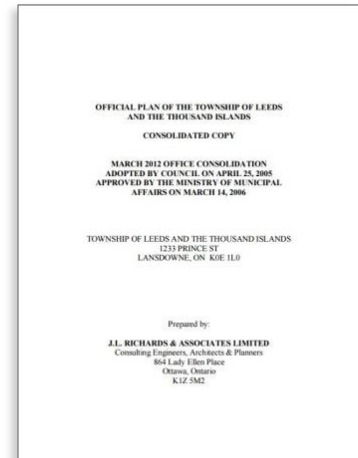 OFFICIAL PLAN OF THE TOWNSHIP OF LEEDS
AND THE THOUSAND ISLANDS
CONSOLIDATED COPY
MARCH 2012 OFFICE CONSOLIDATION
ADOPTED BY COUNCIL ON APRIL 25, 2005
APPROVED BY THE MINISTRY OF MUNICIPAL
AFFAIRS ON MARCH 14, 2006
TOWNSHIP OF LEEDS AND THE THOUSAND ISLANDS
1233 PRINCE ST
LANSDOWNE, ON K0E 1L0
Prepared by:
J.L. RICHARDS & ASSOCIATES LIMITED
Consulting Engineers, Architects & Planners
864 Lady Ellen Place
Ottawa, Ontario
K1Z 5M2